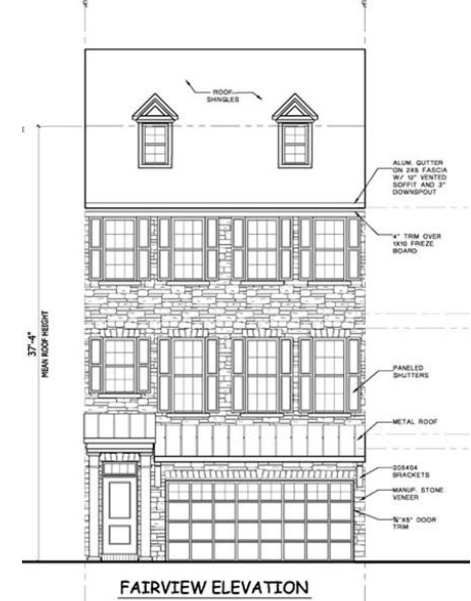 ROOF
SHINGLES
ALUM. GUTTER
ON 2X6 FASCIA
W/ 12" VENTED
SOFFIT AND 3"
DOWNSPOUT
4" TRIM OVER
1X10 FRIEZE
BOARD
37'-4"
MEAN ROOF HEIGHT
PANELED
SHUTTERS
METAL ROOF
BRACKETS
MANUF. STONE
VENEER
DOOR
TRIM
FAIRVIEW ELEVATION